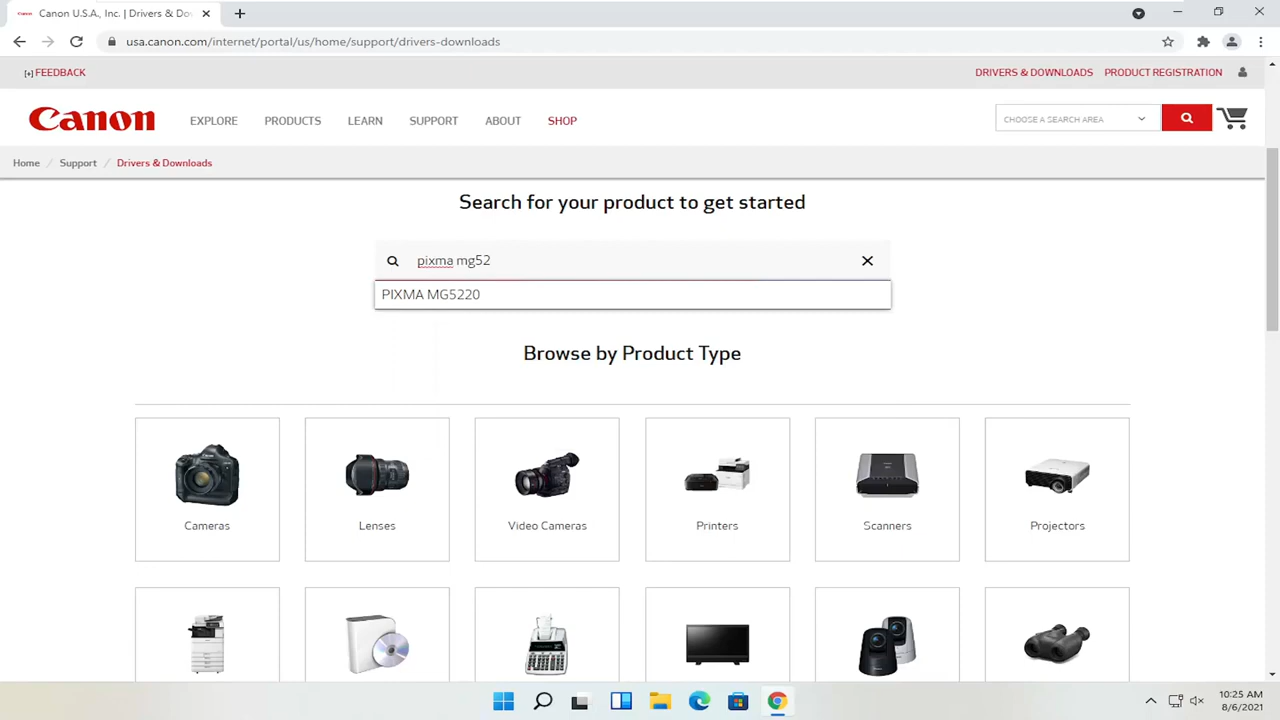 Canon U.S.A., Inc. | Drivers & Do
usa.canon.com/internet/portal/us/home/support/drivers-downloads
[+] FEEDBACK
DRIVERS & DOWNLOADS PRODUCT REGISTRATION
Canon EXPLORE PRODUCTS LEARN SUPPORT ABOUT SHOP CHOOSE A SEARCH AREA
Home / Support / Drivers & Downloads
Search for your product to get started
pixma mg52
PIXMA MG5220
Browse by Product Type
Cameras Lenses Video Cameras Printers Scanners Projectors
10:25 AM
8/6/2021